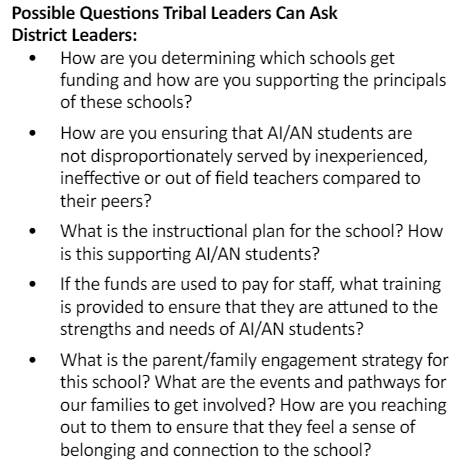 Possible Questions Tribal Leaders Can Ask
District Leaders:
• How are you determining which schools get
funding and how are you supporting the principals
of these schools?
• How are you ensuring that AI/AN students are
not disproportionately served by inexperienced,
ineffective or out of field teachers compared to
their peers?
• What is the instructional plan for the school? How
is this supporting AI/AN students?
• If the funds are used to pay for staff, what training
is provided to ensure that they are attuned to the
strengths and needs of AI/AN students?
• What is the parent/family engagement strategy for
this school? What are the events and pathways for
our families to get involved? How are you reaching
out to them to ensure that they feel a sense of
belonging and connection to the school?